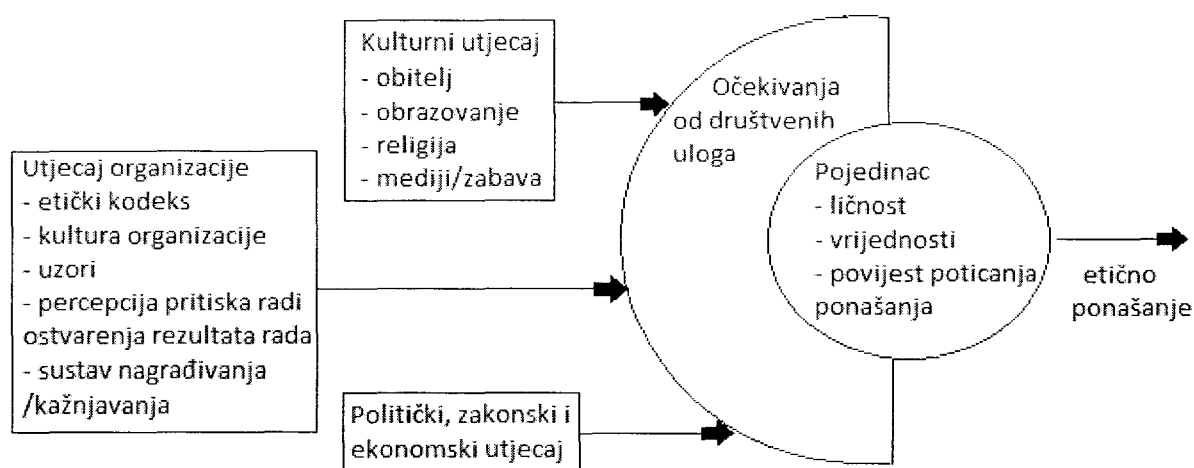 Kulturni utjecaj
- obitelj
- obrazovanje
- religija
- mediji/zabava
Utjecaj organizacije
- etički kodeks
- kultura organizacije
- uzori
- percepcija pritiska radi
ostvarenja rezultata rada
- sustav nagrađivanja
/kažnjavanja
Politički, zakonski i
ekonomski utjecaj
Očekivanja
od društvenih
uloga
Pojedinac
- ličnost
- vrijednosti
- povijest poticanja
ponašanja
etično
ponašanje